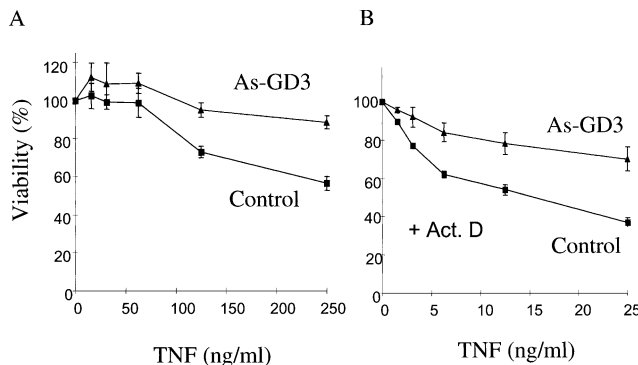 A
B
120
100
80
60
40
20
0
Viability (%)
As-GD3
Control
0 50 100 150 200 250
TNF (ng/ml)
100
80
60
40
20
0
As-GD3
+ Act. D
Control
0 5 10 15 20 25
TNF (ng/ml)